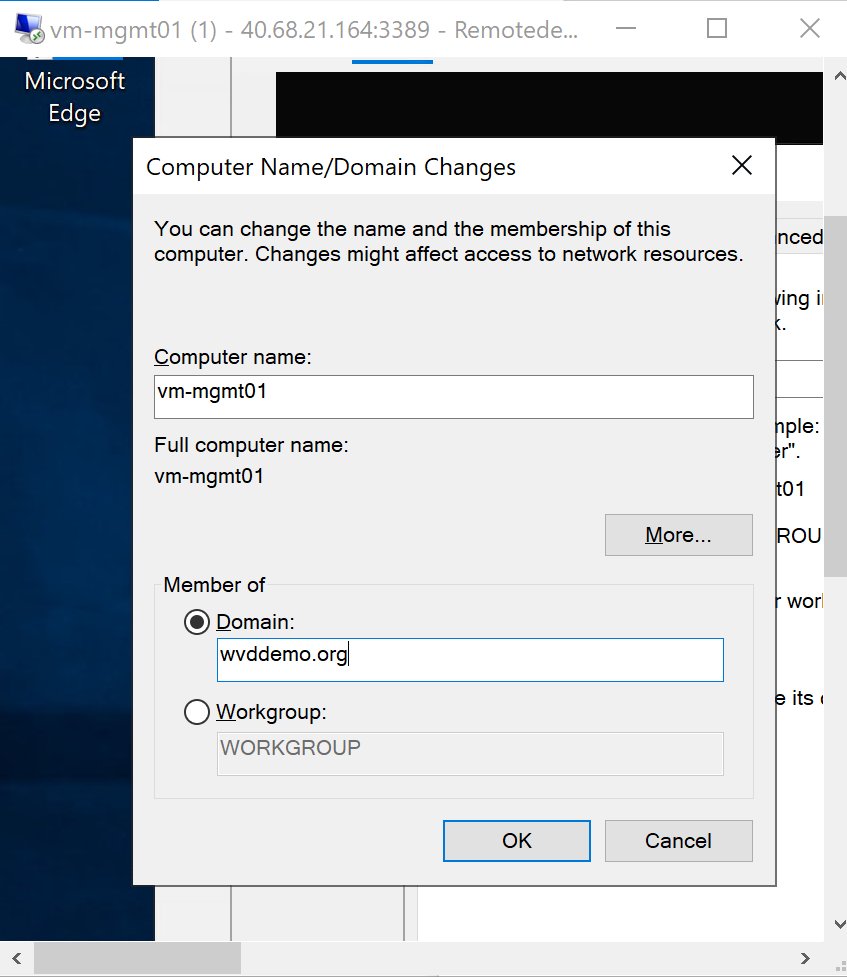 vm-mgmt01 (1) - 40.68.21.164:3389 - Remotede...
Microsoft
Edge
Computer Name/Domain Changes
You can change the name and the membership of this
computer. Changes might affect access to network resources.
Computer name:
vm-mgmt01
Full computer name:
vm-mgmt01
More...
Member of
Domain:
wvddemo.org
Workgroup:
WORKGROUP
OK
Cancel
nced
ving i
k.
mple:
er".
t01
ROU
r wor
e its